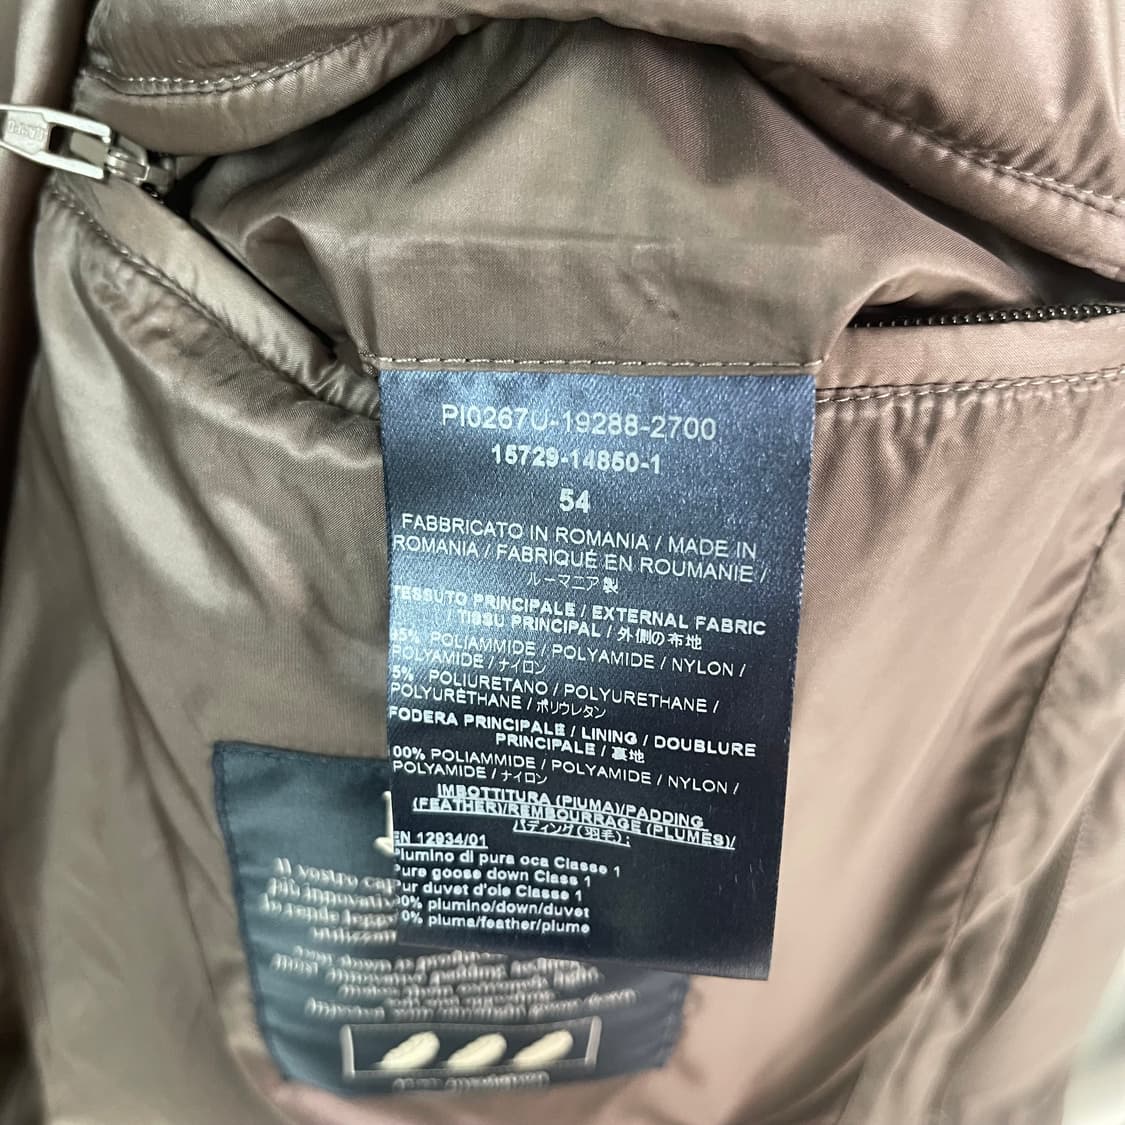 PI0267U-19288-2700
15729-14850-1
54
FABBRICATO IN ROMANIA / MADE IN
ROMANIA / FABRIQUÉ EN ROUMANIE /
ルーマニア製
TESSUTO PRINCIPALE / EXTERNAL FABRIC
TISSU PRINCIPAL / 外側の布地
95% POLIAMMIDE / POLYAMIDE / NYLON /
POLYAMIDE / ナイロン
5% POLIURETANO / POLYURETHANE /
POLYURÉTHANE / ポリウレタン
FODERA PRINCIPALE / LINING / DOUBLURE
PRINCIPALE / 裏地
00% POLIAMMIDE / POLYAMIDE / NYLON /
POLYAMIDE / ナイロン
IMBOTTITURA (PIUMA)/PADDING
(FEATHER)/REMBOURRAGE (PLUMES)/
パディング(羽毛):
EN 12934/01
Piumino di pura oca Classe 1
Pure goose down Class 1
Pur duvet d'oie Classe 1
90% piumino/down/duvet
10% piuma/feather/plume
Il vostro cap
più innovativ